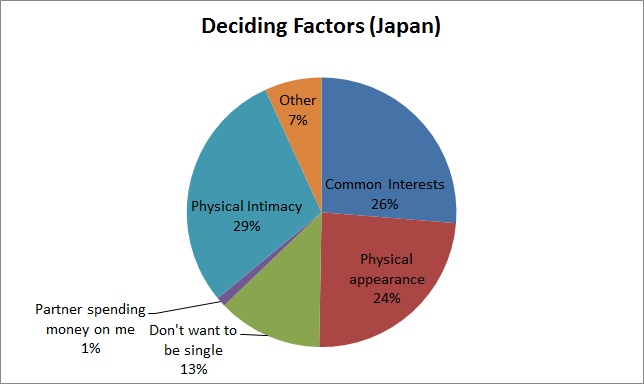 Deciding Factors (Japan)
Other
7%
Common Interests
26%
Physical Intimacy
29%
Physical
appearance
24%
Partner spending
money on me
1%
Don't want to
be single
13%